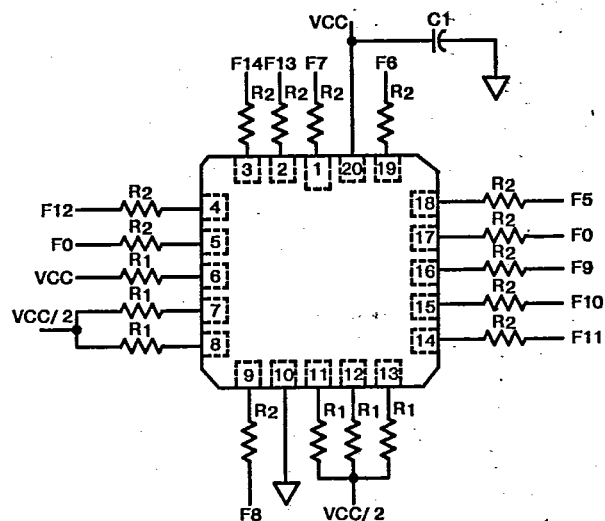 VCC C1
F14 F13 F7 F6
R2 R2 R2 R2
3 2 1 20 19
F12 R2 4 18 R2 F5
F0 R2 5 17 R2 F0
VCC R1 6 16 R2 F9
VCC/2 R1 7 15 R2 F10
R1 8 14 R2 F11
9 10 11 12 13
R2 R1 R1 R1
F8 VCC/2